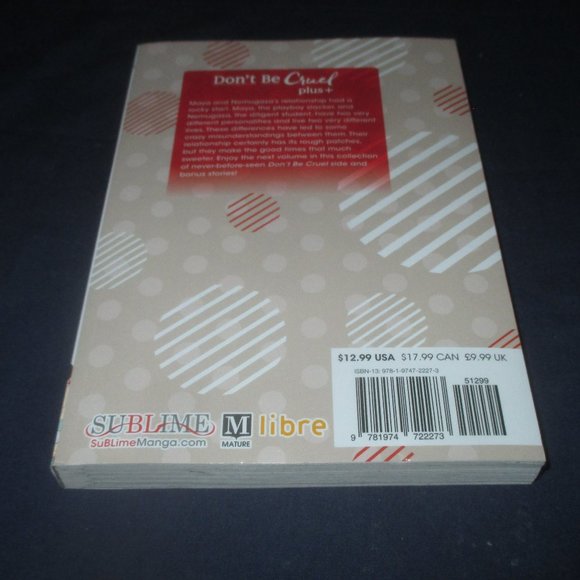 Don't Be Cruel
plus+
Maya and Nemugasa's relationship had a
rocky start. Maya, the playboy slacker, and
Nemugasa, the diligent student, have two very
different personalities and live two very different
lives. These differences have led to some
crazy misunderstandings between them. Their
relationship certainly has its rough patches,
but they make the good times that much
sweeter. Enjoy the next volume in this collection
of never-before-seen Don't Be Cruel side and
bonus stories!
$12.99 USA $17.99 CAN £9.99 UK
ISBN-13: 978-1-9747-2227-3
51299
9 781974 722273
SUBLIME
SuBLimeManga.com
M
MATURE
libre